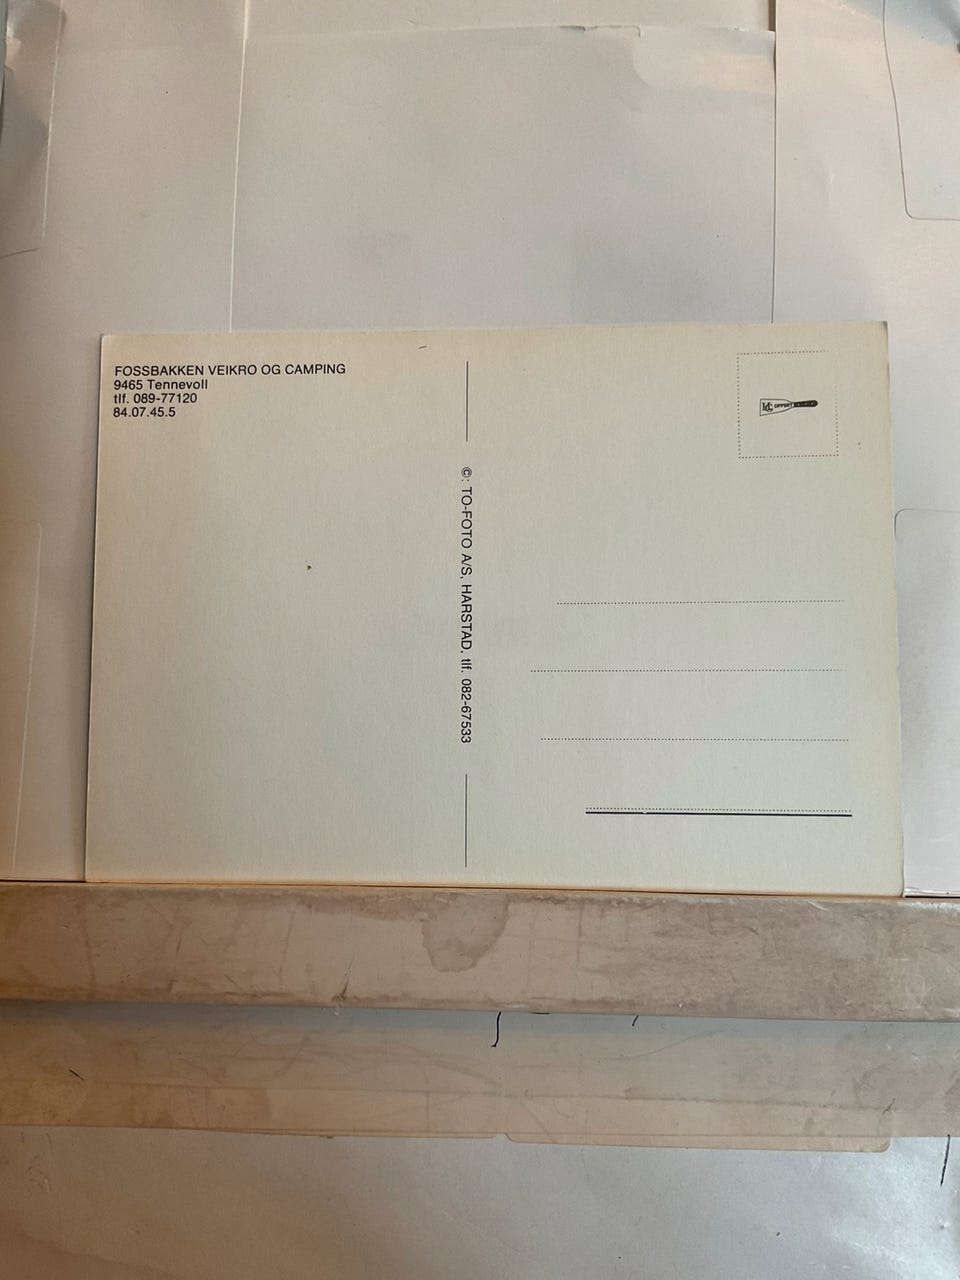 FOSSBAKKEN VEIKRO OG CAMPING
9465 Tennevoll
tlf. 089-77120
84.07.45.5
©: TO-FOTO A/S, HARSTAD, tlf. 082-67533
OFFSET